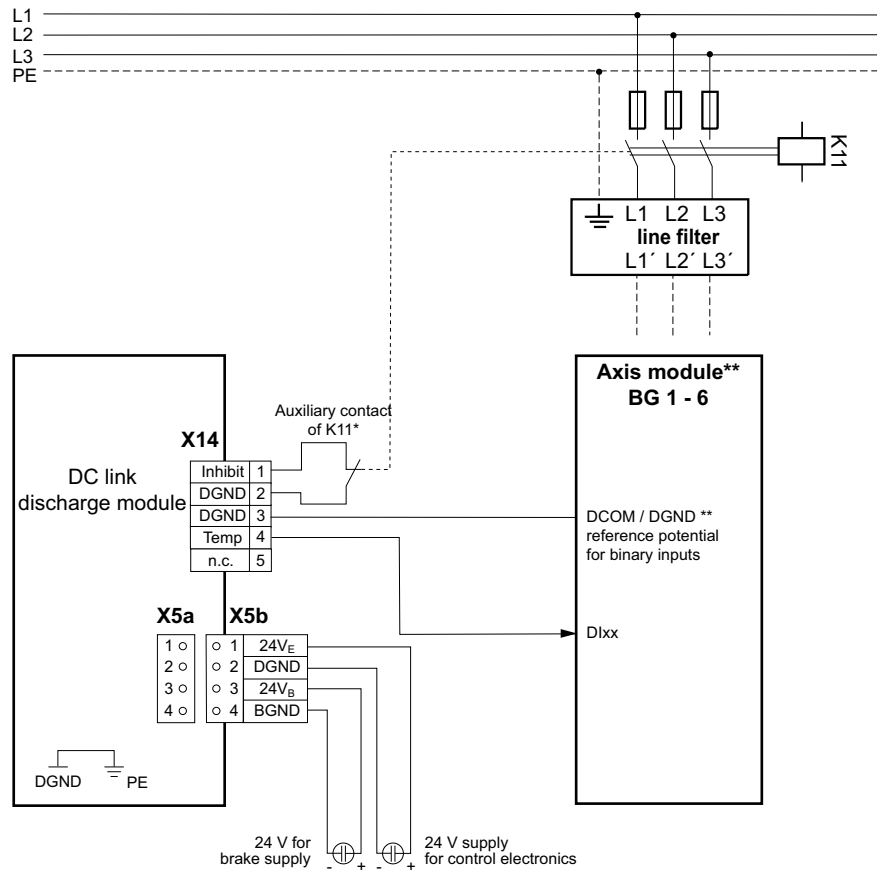 L1
L2
L3
PE
K11
L1 L2 L3
line filter
L1´ L2´ L3´
Axis module**
BG 1 - 6
Auxiliary contact
of K11*
X14
DC link
discharge module
Inhibit 1
DGND 2
DGND 3
Temp 4
n.c. 5
DCOM / DGND **
reference potential
for binary inputs
DIxx
X5a X5b
1 1 24VE
2 2 DGND
3 3 24VB
4 4 BGND
DGND PE
24 V for
brake supply
- +
24 V supply
for control electronics
- +